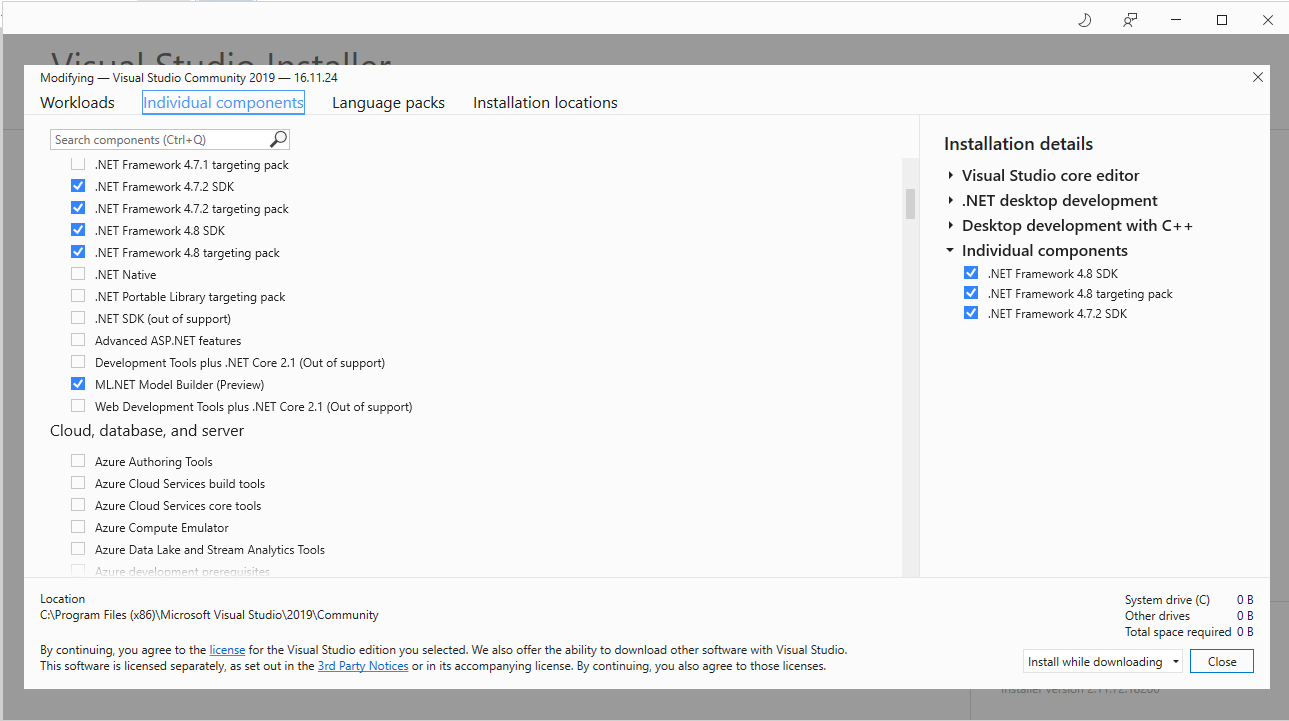 Visual Studio Installer
Modifying — Visual Studio Community 2019 — 16.11.24
Workloads
Individual components
Language packs
Installation locations
Search components (Ctrl+Q)
.NET Framework 4.7.1 targeting pack
.NET Framework 4.7.2 SDK
.NET Framework 4.7.2 targeting pack
.NET Framework 4.8 SDK
.NET Framework 4.8 targeting pack
.NET Native
.NET Portable Library targeting pack
.NET SDK (out of support)
Advanced ASP.NET features
Development Tools plus .NET Core 2.1 (Out of support)
ML.NET Model Builder (Preview)
Web Development Tools plus .NET Core 2.1 (Out of support)
Cloud, database, and server
Azure Authoring Tools
Azure Cloud Services build tools
Azure Cloud Services core tools
Azure Compute Emulator
Azure Data Lake and Stream Analytics Tools
Azure development prerequisites
Installation details
Visual Studio core editor
.NET desktop development
Desktop development with C++
Individual components
.NET Framework 4.8 SDK
.NET Framework 4.8 targeting pack
.NET Framework 4.7.2 SDK
Location
C:\Program Files (x86)\Microsoft Visual Studio\2019\Community
By continuing, you agree to the license for the Visual Studio edition you selected. We also offer the ability to download other software with Visual Studio.
This software is licensed separately, as set out in the 3rd Party Notices or in its accompanying license. By continuing, you also agree to those licenses.
System drive (C) 0 B
Other drives 0 B
Total space required 0 B
Install while downloading
Close